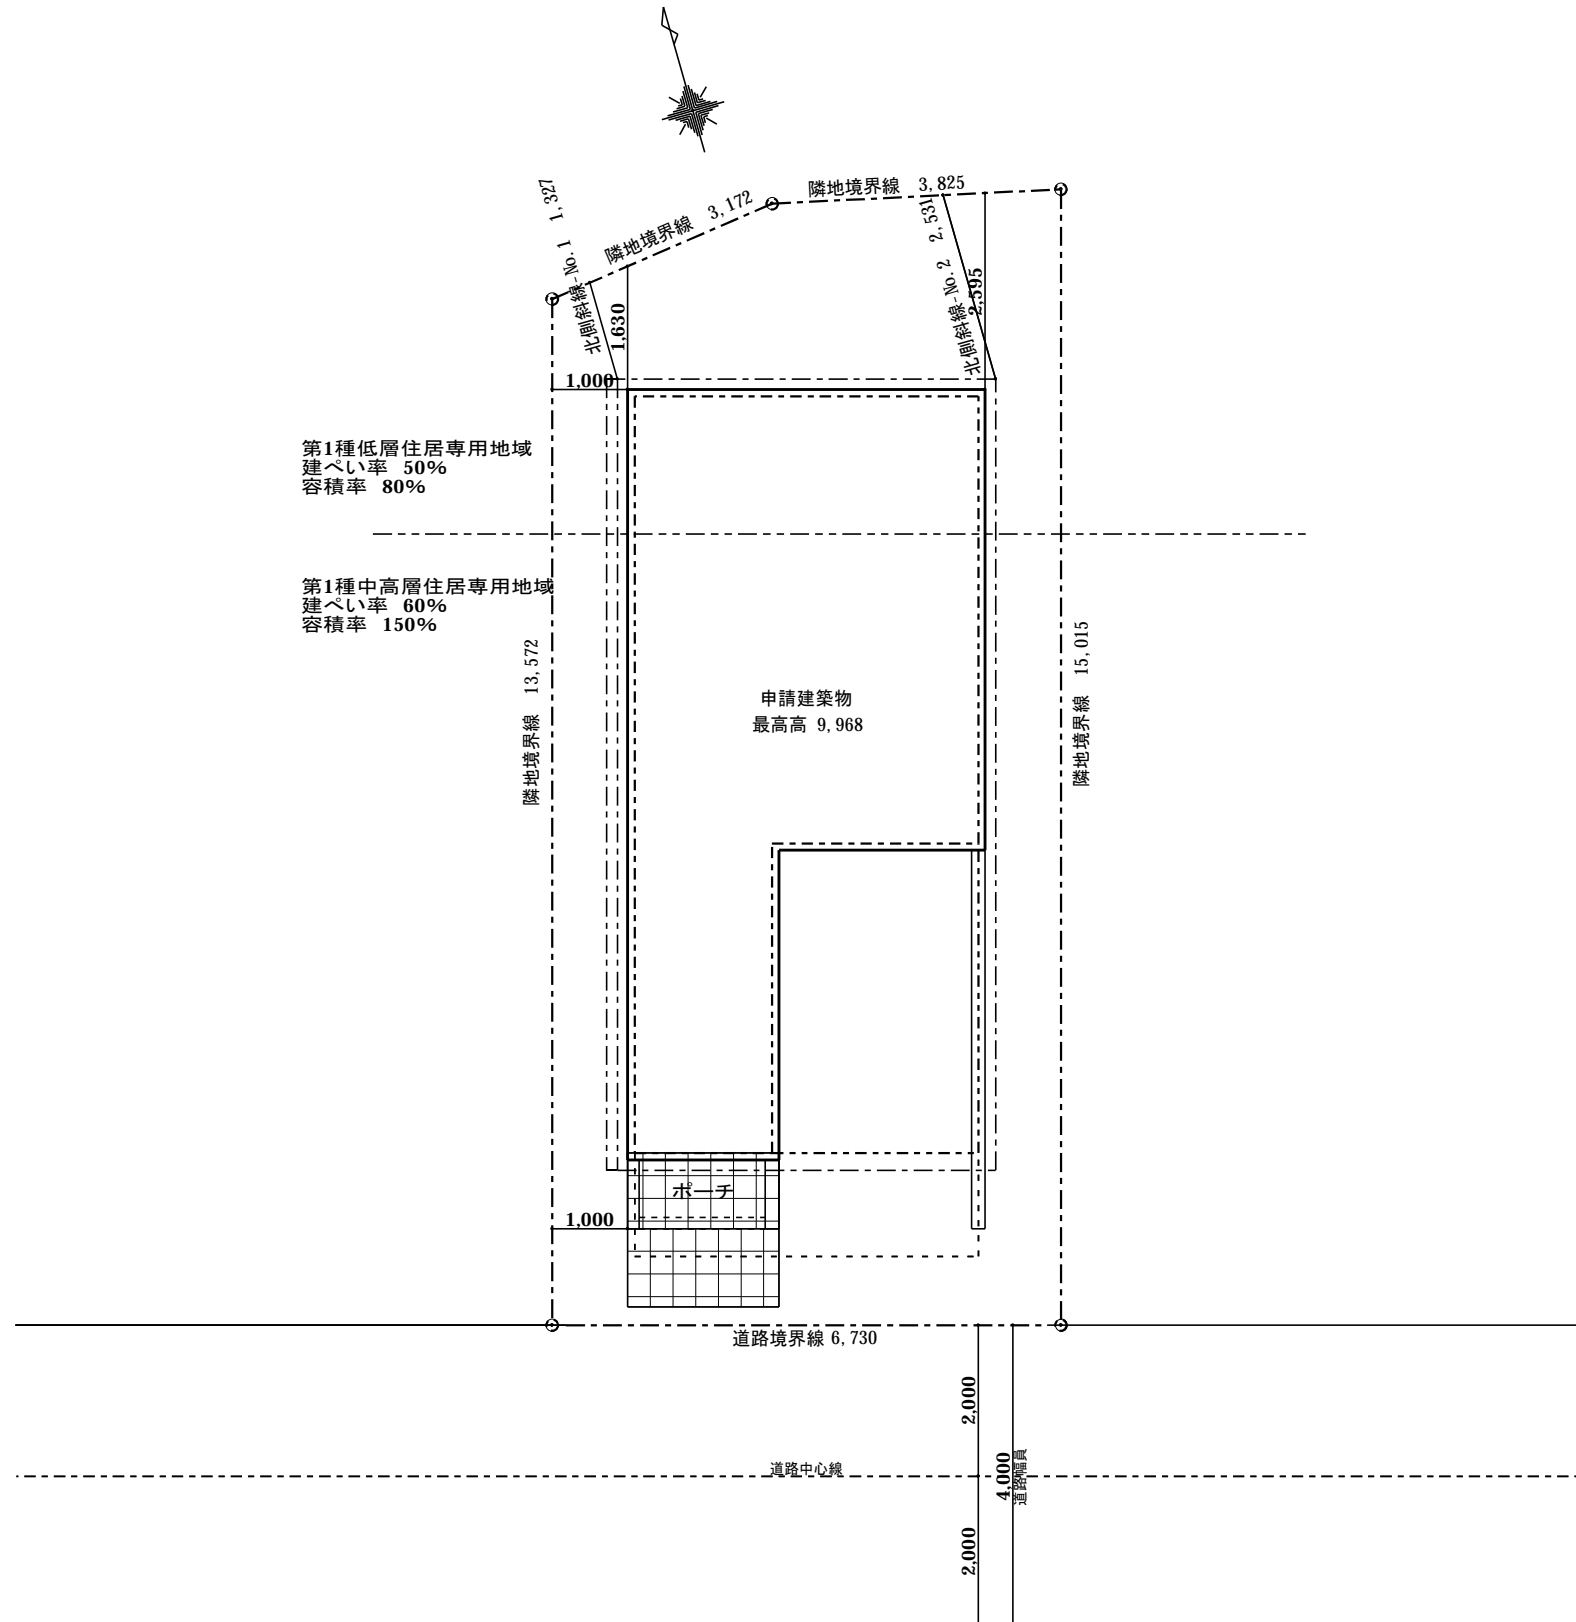 隣地境界線 3,825
隣地境界線 3,172
北側斜線-No.1 1,327
北側斜線-No.2 2,531
2,595
1,630
1,000
第1種低層住居専用地域
建ぺい率 50%
容積率 80%
第1種中高層住居専用地域
建ぺい率 60%
容積率 150%
隣地境界線 13,572
隣地境界線 15,015
申請建築物
最高高 9,968
ポーチ
1,000
道路境界線 6,730
2,000
道路中心線
4,000
道路幅員
2,000